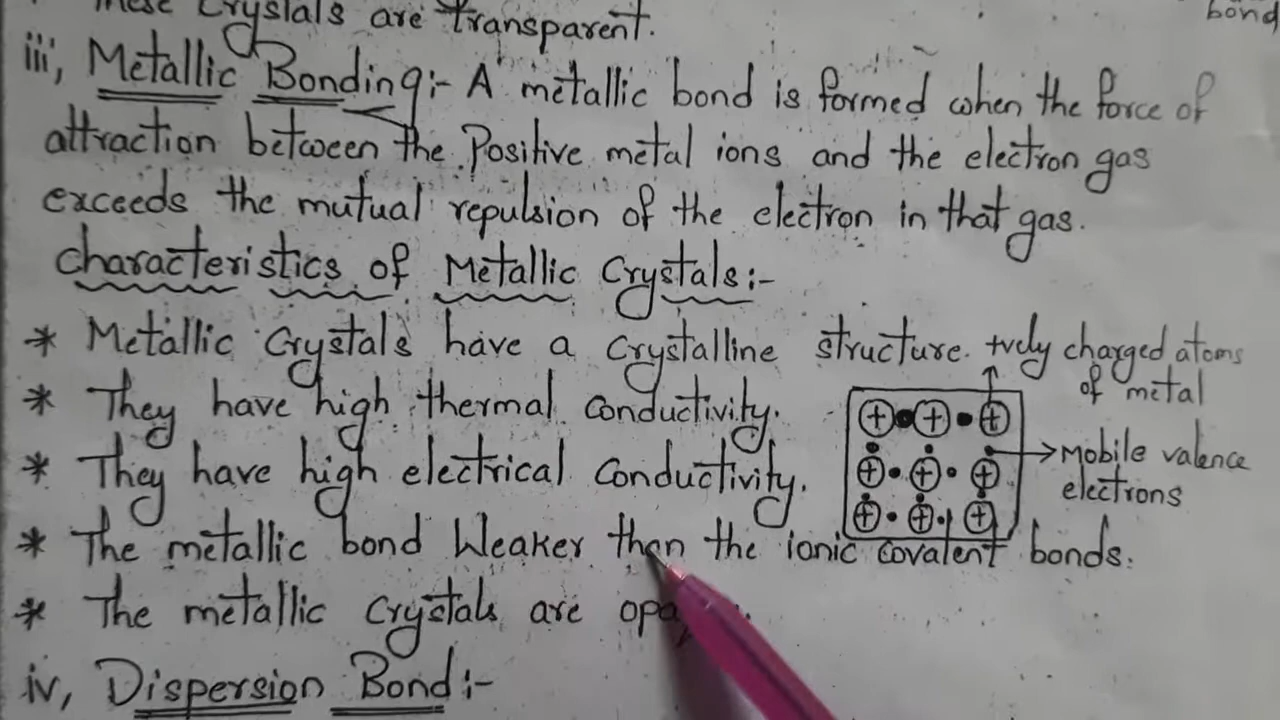 These Crystals are transparent.
bond
iii, Metallic Bonding:- A metallic bond is formed when the force of
attraction between the Positive metal ions and the electron gas
exceeds the mutual repulsion of the electron in that gas.
Characteristics of Metallic Crystals:-
* Metallic Crystals have a crystalline structure.
+vely charged atoms
of metal
* They have high thermal conductivity.
* They have high electrical conductivity.
Mobile valence
electrons
* The metallic bond Weaker than the ionic covalent bonds.
* The metallic Crystals are
iv, Dispersion Bond:-